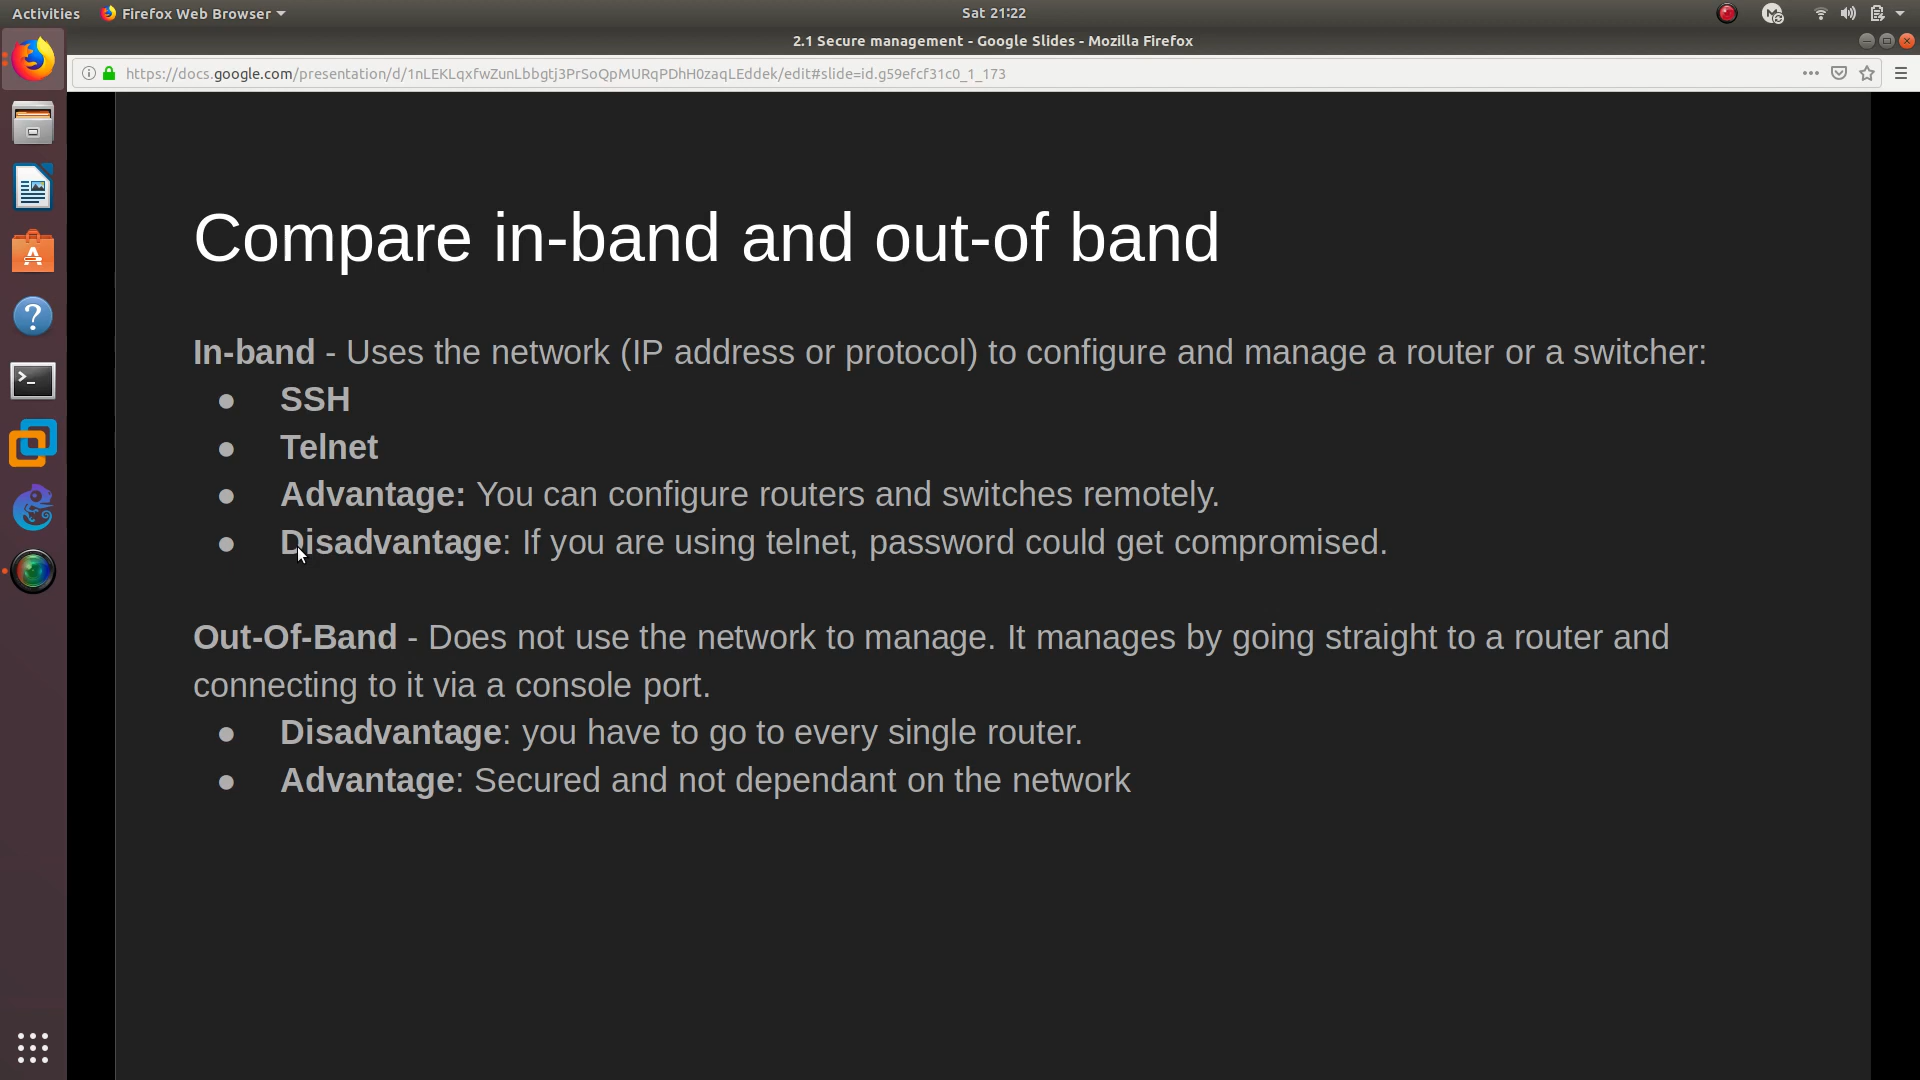 Activities Firefox Web Browser Sat 21:22
2.1 Secure management - Google Slides - Mozilla Firefox
https://docs.google.com/presentation/d/1nLEKLqxfwZunLbbgtj3PrSoQpMURqPDhH0zaqLEddek/edit#slide=id.g59efcf31c0_1_173
Compare in-band and out-of band
In-band - Uses the network (IP address or protocol) to configure and manage a router or a switcher:
● SSH
● Telnet
● Advantage: You can configure routers and switches remotely.
● Disadvantage: If you are using telnet, password could get compromised.
Out-Of-Band - Does not use the network to manage. It manages by going straight to a router and
connecting to it via a console port.
● Disadvantage: you have to go to every single router.
● Advantage: Secured and not dependant on the network